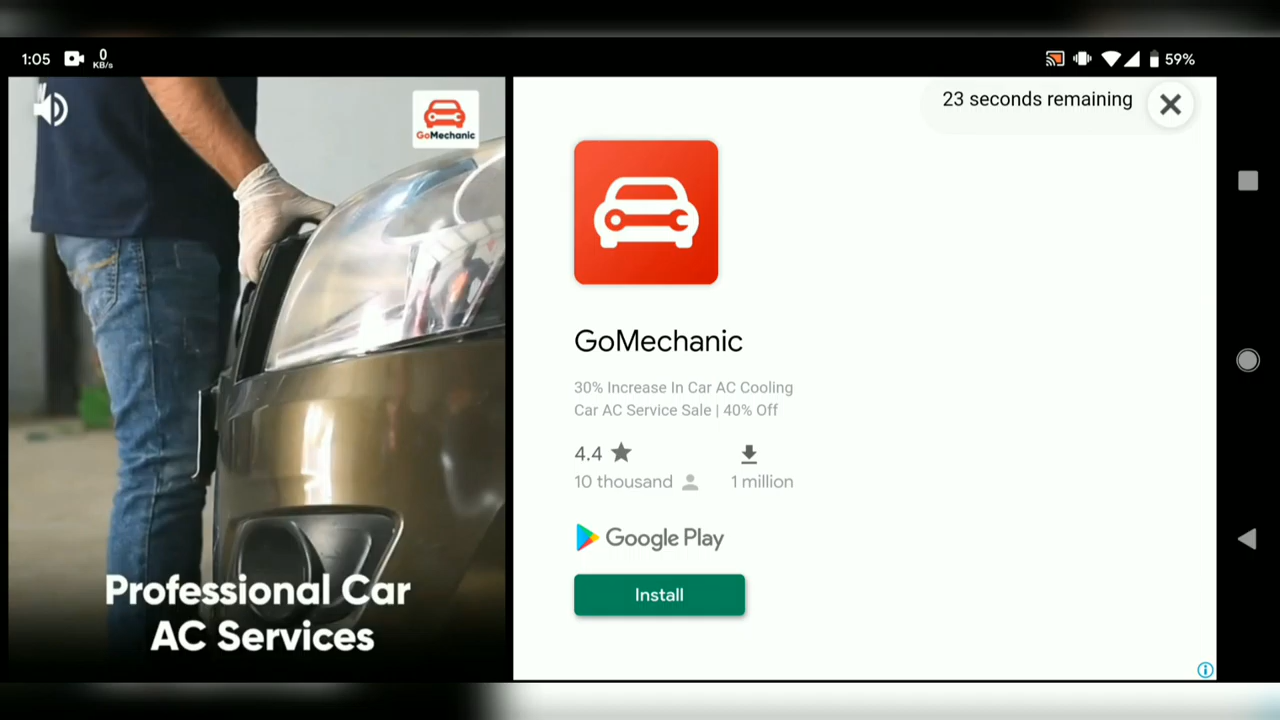 1:05
0
KB/s
59%
GoMechanic
23 seconds remaining
GoMechanic
30% Increase In Car AC Cooling
Car AC Service Sale | 40% Off
4.4
10 thousand
1 million
Google Play
Install
Professional Car
AC Services